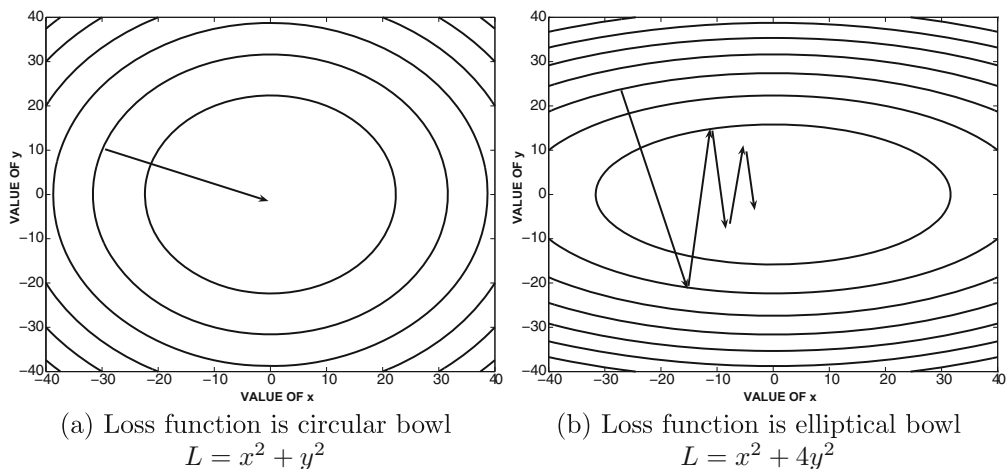 40
30
20
10
0
−10
−20
−30
−40
VALUE OF y
−40 −30 −20 −10 0 10 20 30 40
VALUE OF x
(a) Loss function is circular bowl
L = x² + y²
40
30
20
10
0
−10
−20
−30
−40
VALUE OF y
−40 −30 −20 −10 0 10 20 30 40
VALUE OF x
(b) Loss function is elliptical bowl
L = x² + 4y²